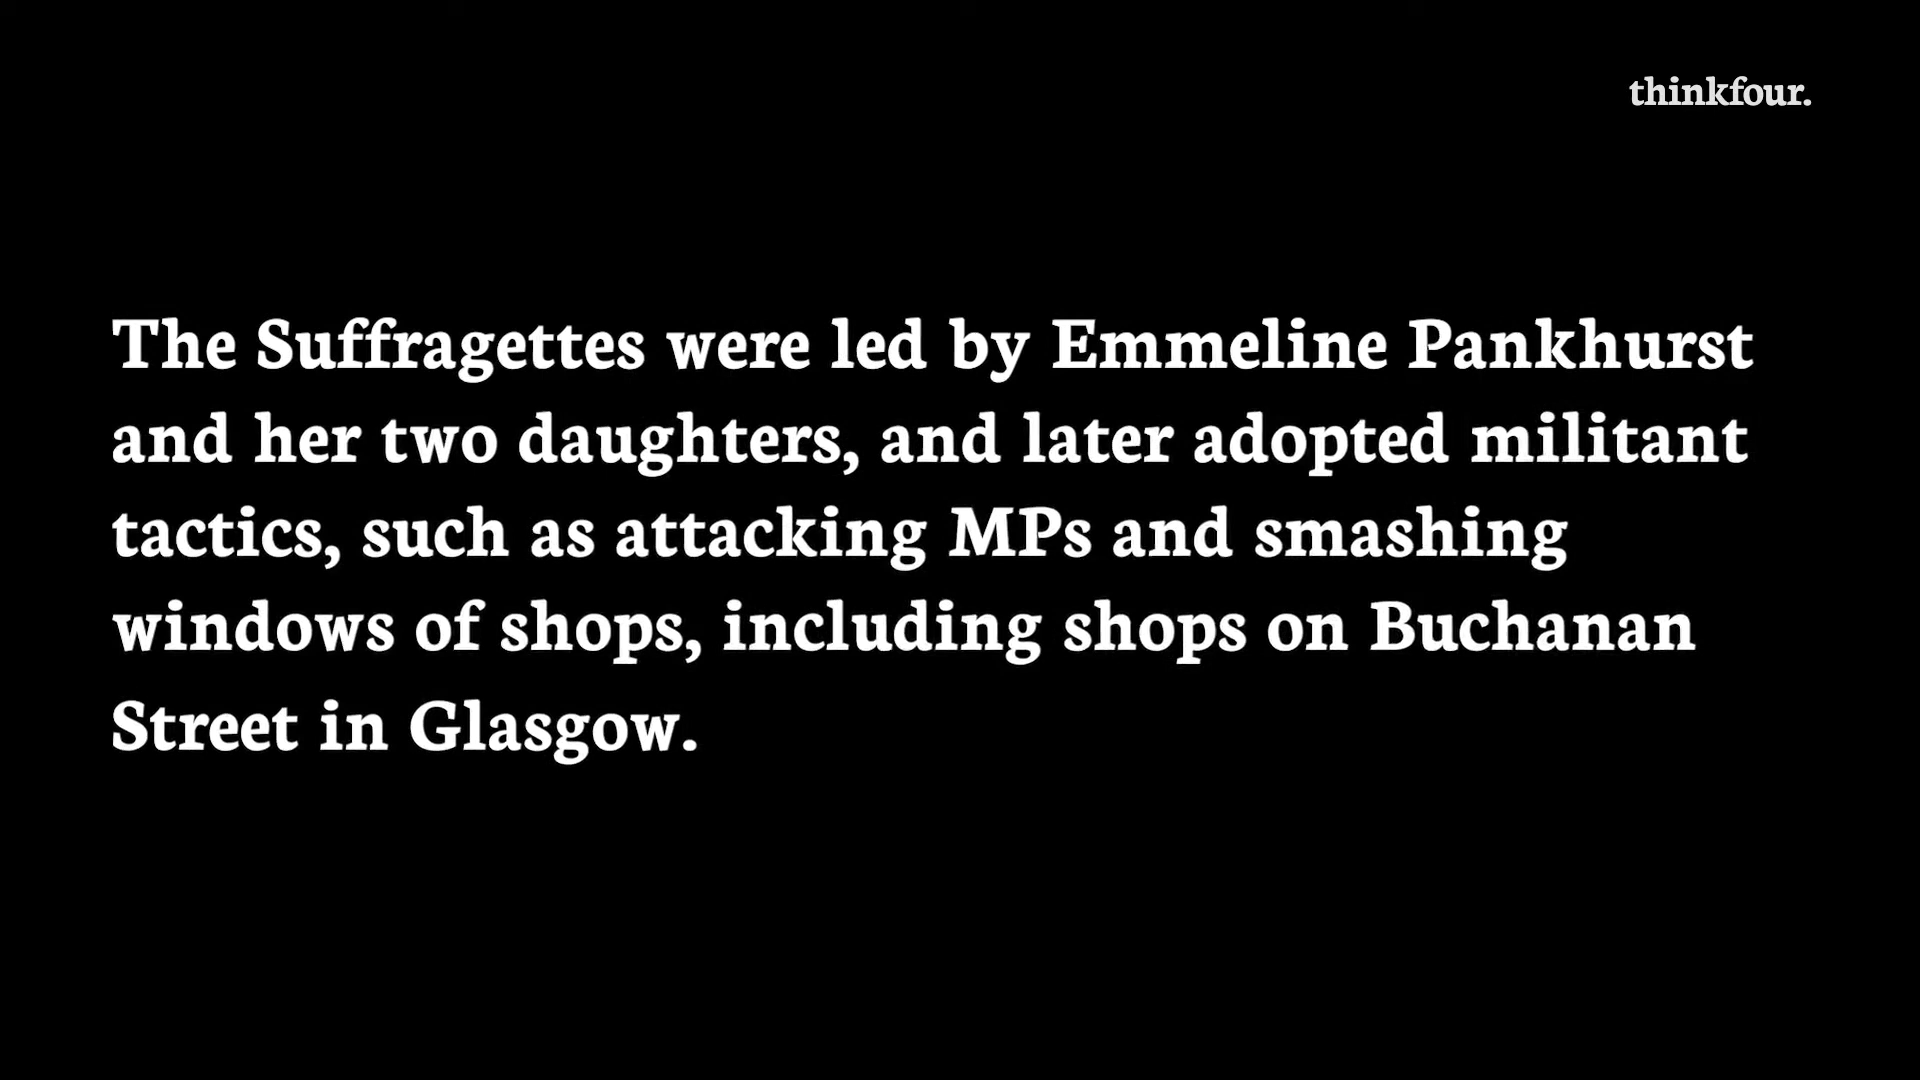 thinkfour.
The Suffragettes were led by Emmeline Pankhurst
and her two daughters, and later adopted militant
tactics, such as attacking MPs and smashing
windows of shops, including shops on Buchanan
Street in Glasgow.